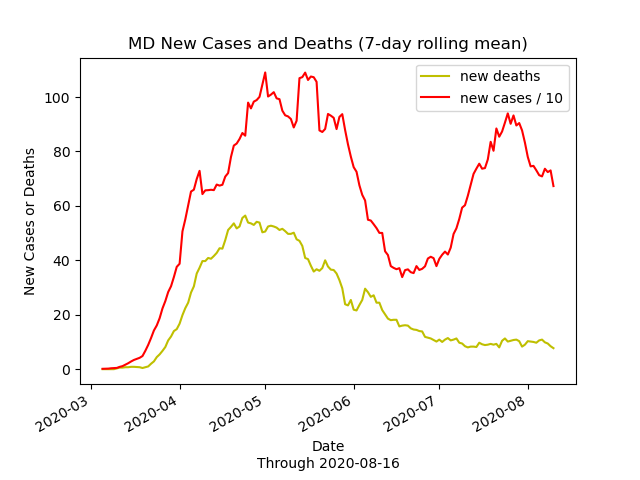 MD New Cases and Deaths (7-day rolling mean)
new deaths
new cases / 10
New Cases or Deaths
100
80
60
40
20
0
2020-03
2020-04
2020-05
2020-06
2020-07
2020-08
Date
Through 2020-08-16